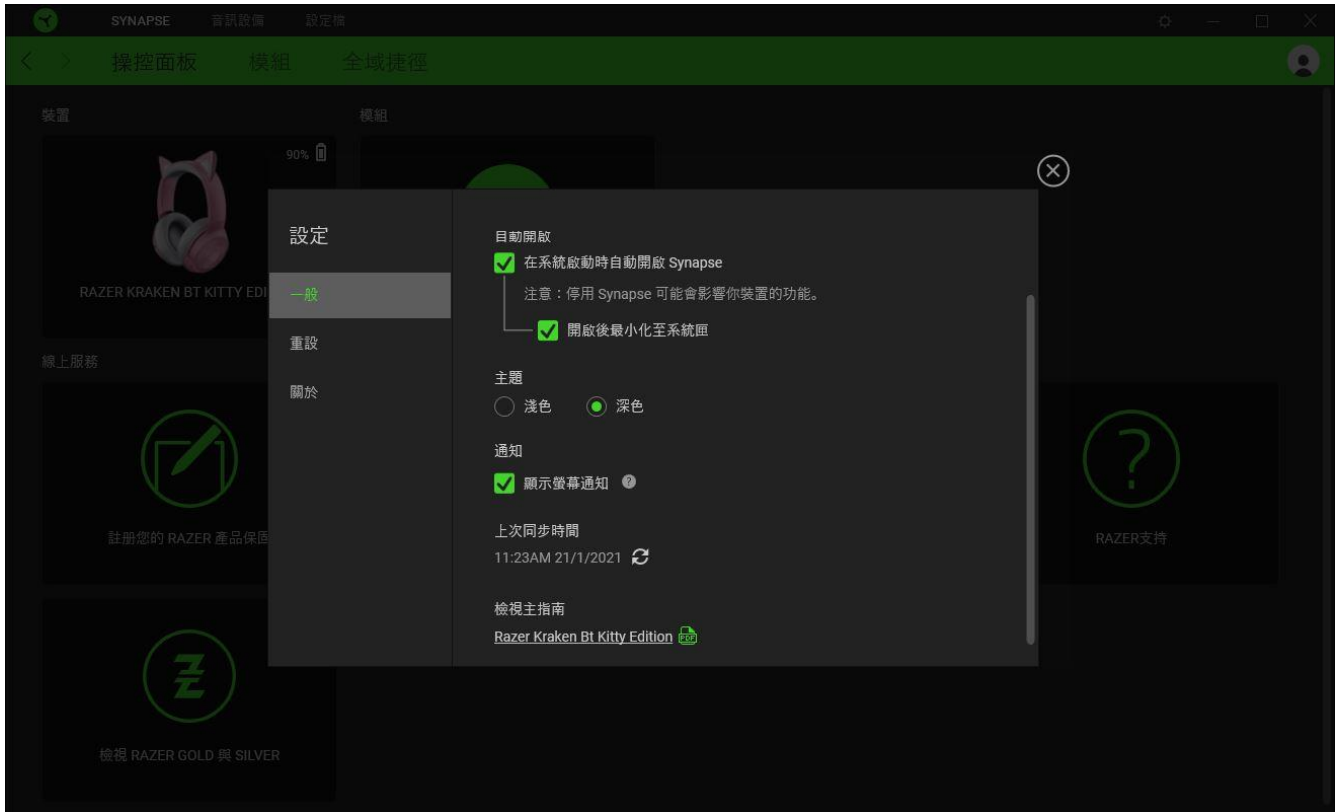 SYNAPSE 音訊設備 設定檔
操控面板 模組 全域捷徑
裝置 模組
90%
RAZER KRAKEN BT KITTY EDI
線上服務
註册您的 RAZER 產品保固
RAZER支持
檢視 RAZER GOLD 與 SILVER
設定
一般
重設
關於
自動開啟
在系統啟動時自動開啟 Synapse
注意：停用 Synapse 可能會影響你裝置的功能。
開啟後最小化至系統匣
主題
淺色 深色
通知
顯示螢幕通知
上次同步時間
11:23AM 21/1/2021
檢視主指南
Razer Kraken Bt Kitty Edition PDF